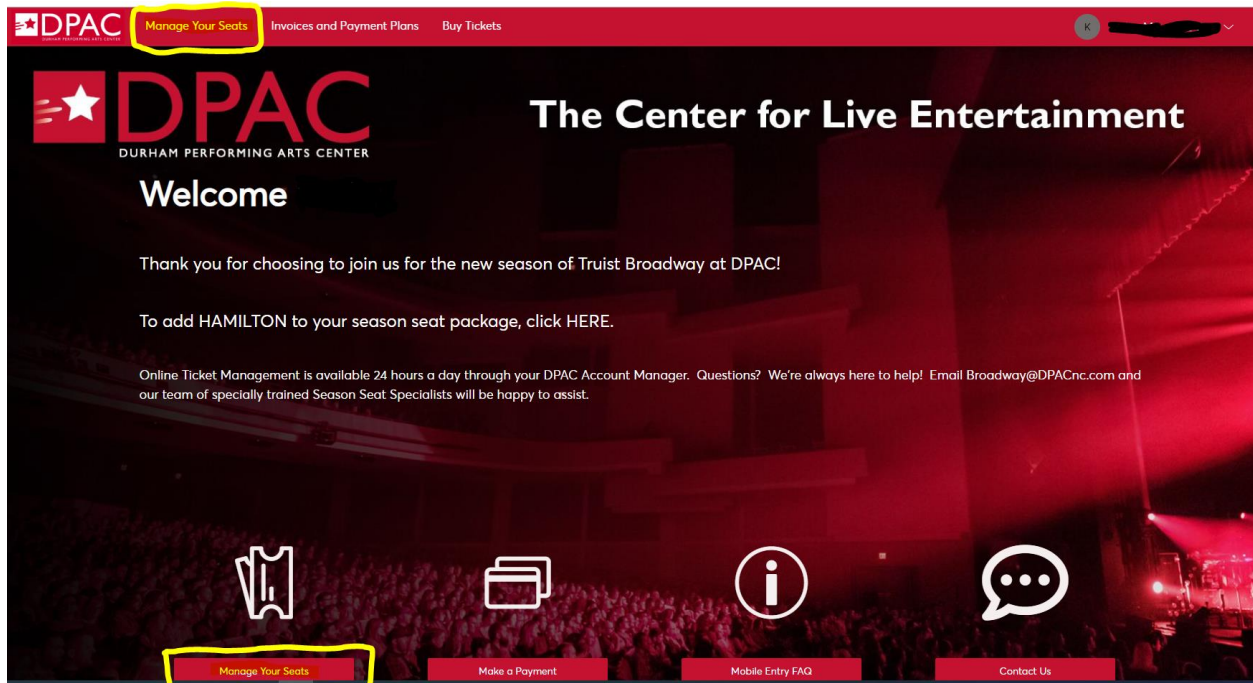 DPAC
DURHAM PERFORMING ARTS CENTER
Manage Your Seats
Invoices and Payment Plans
Buy Tickets
K
DPAC
DURHAM PERFORMING ARTS CENTER
The Center for Live Entertainment
Welcome
Thank you for choosing to join us for the new season of Truist Broadway at DPAC!
To add HAMILTON to your season seat package, click HERE.
Online Ticket Management is available 24 hours a day through your DPAC Account Manager. Questions? We're always here to help! Email Broadway@DPACnc.com and
our team of specially trained Season Seat Specialists will be happy to assist.
Manage Your Seats
Make a Payment
Mobile Entry FAQ
Contact Us